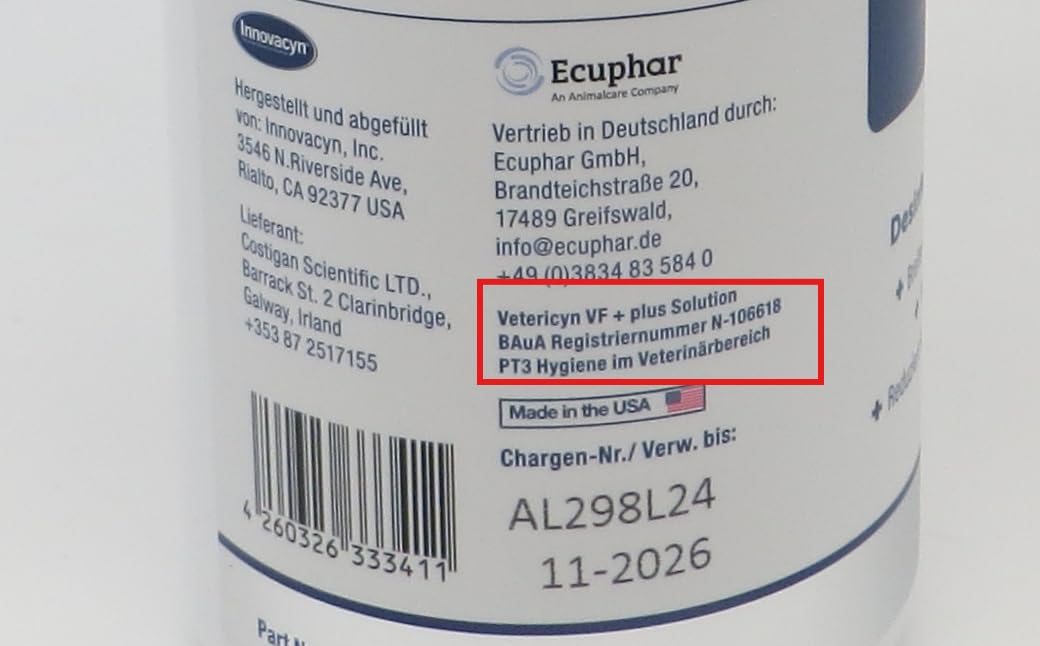 Innovacyn
Hergestellt und abgefüllt
von: Innovacyn, Inc.
3546 N.Riverside Ave,
Rialto, CA 92377 USA
Lieferant:
Costigan Scientific LTD.,
Barrack St. 2 Clarinbridge,
Galway, Irland
+353 87 2517155
4 260326 333411
Ecuphar
An Animalcare Company
Vertrieb in Deutschland durch:
Ecuphar GmbH,
Brandteichstraße 20,
17489 Greifswald,
info@ecuphar.de
+49 (0)3834 83 584 0
Vetericyn VF + plus Solution
BAuA Registriernummer N-106618
PT3 Hygiene im Veterinärbereich
Made in the USA
Chargen-Nr./ Verw. bis:
AL298L24
11-2026
Part